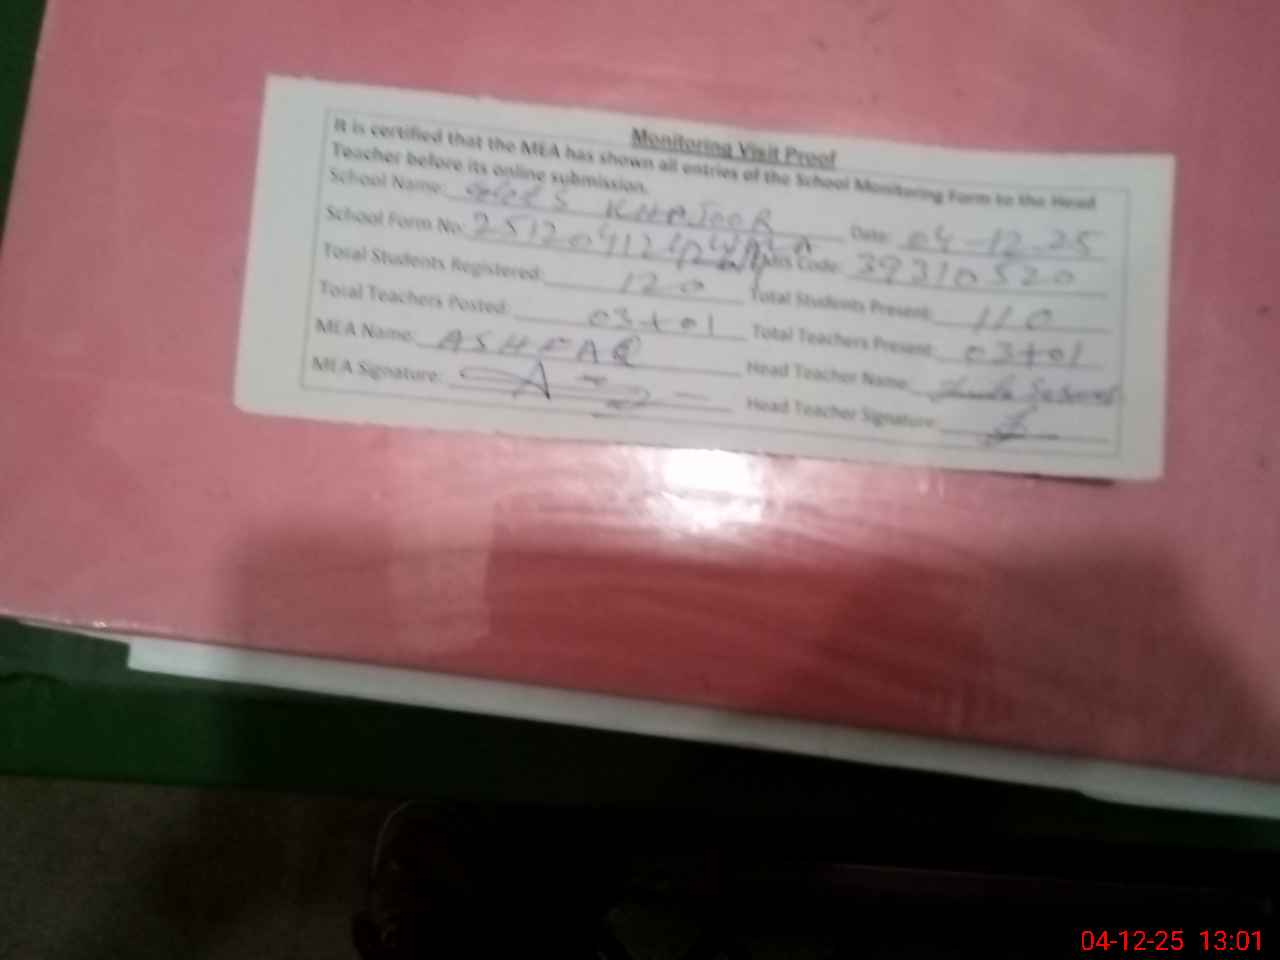 Monitoring Visit Proof
It is certified that the MEA has shown all entries of the School Monitoring Form to the Head
Teacher before its online submission.
School Name: KHAJOOR Date: 04-12-25
School Form No: Code: 39310520
Total Students Registered: 120 Total Students Present: 110
Total Teachers Posted: 03+01 Total Teachers Present: 03+01
MEA Name: ASHFAQ Head Teacher Name:
MEA Signature: Head Teacher Signature:
04-12-25 13:01